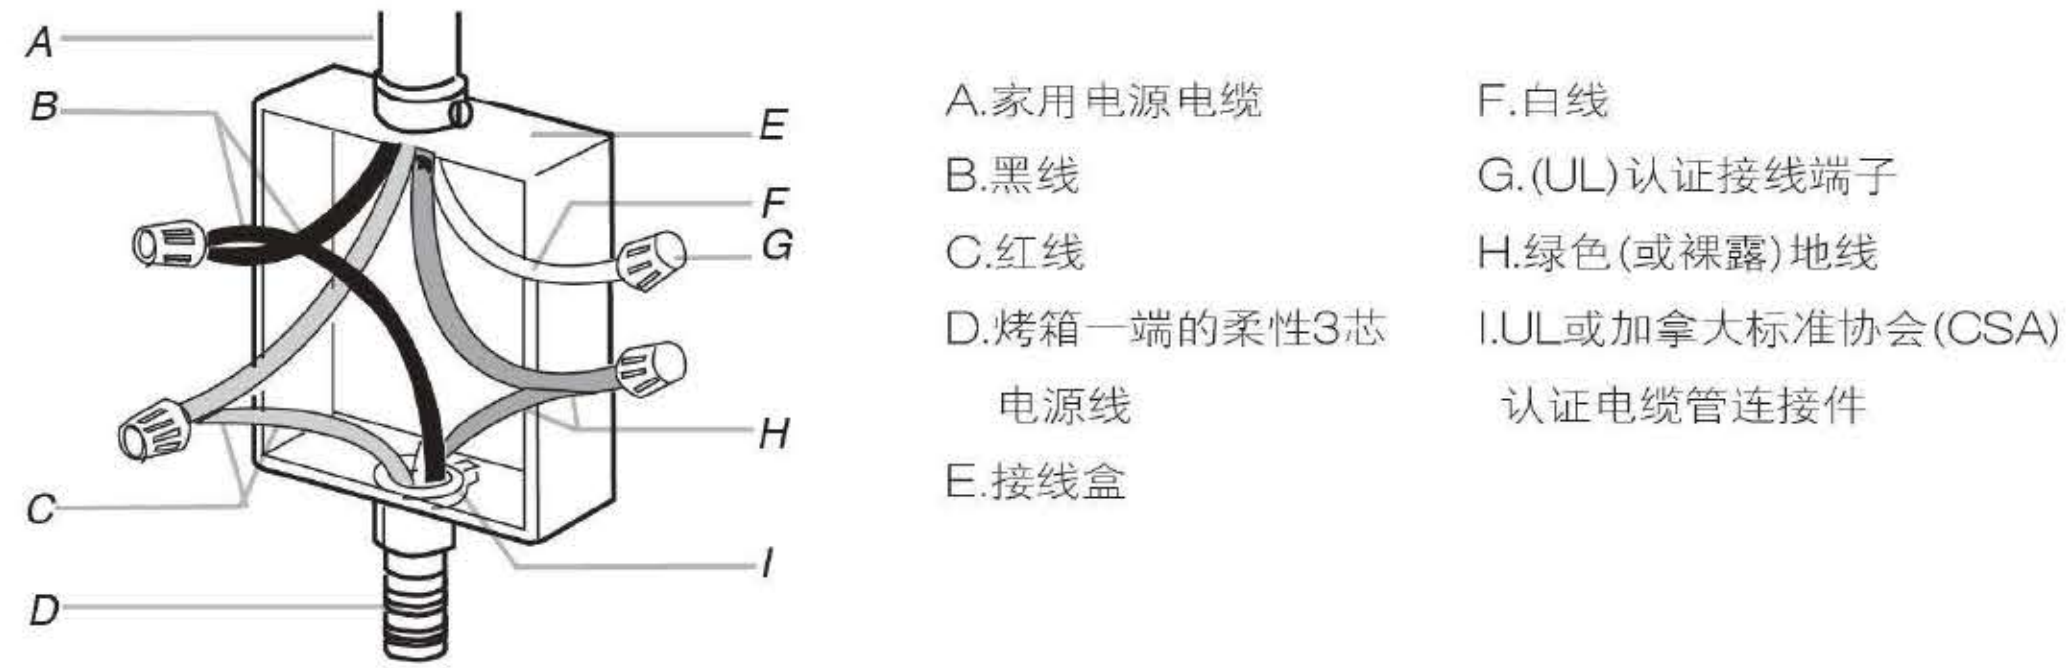 A
B
C
D
E
F
G
H
I
A.家用电源电缆
B.黑线
C.红线
D.烤箱一端的柔性3芯
电源线
E.接线盒
F.白线
G.(UL)认证接线端子
H.绿色(或裸露)地线
I.UL或加拿大标准协会(CSA)
认证电缆管连接件